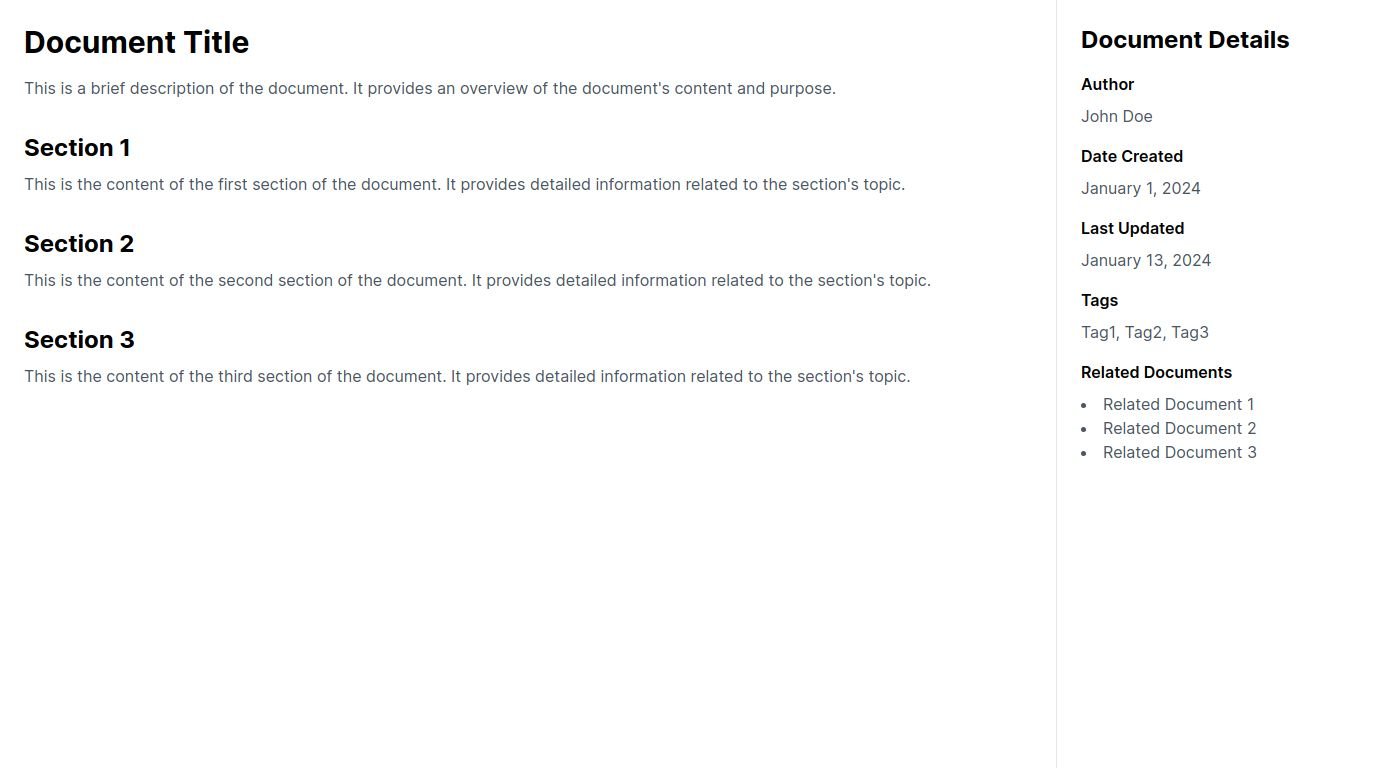 Document Title
This is a brief description of the document. It provides an overview of the document's content and purpose.
Section 1
This is the content of the first section of the document. It provides detailed information related to the section's topic.
Section 2
This is the content of the second section of the document. It provides detailed information related to the section's topic.
Section 3
This is the content of the third section of the document. It provides detailed information related to the section's topic.
Document Details
Author
John Doe
Date Created
January 1, 2024
Last Updated
January 13, 2024
Tags
Tag1, Tag2, Tag3
Related Documents
• Related Document 1
• Related Document 2
• Related Document 3